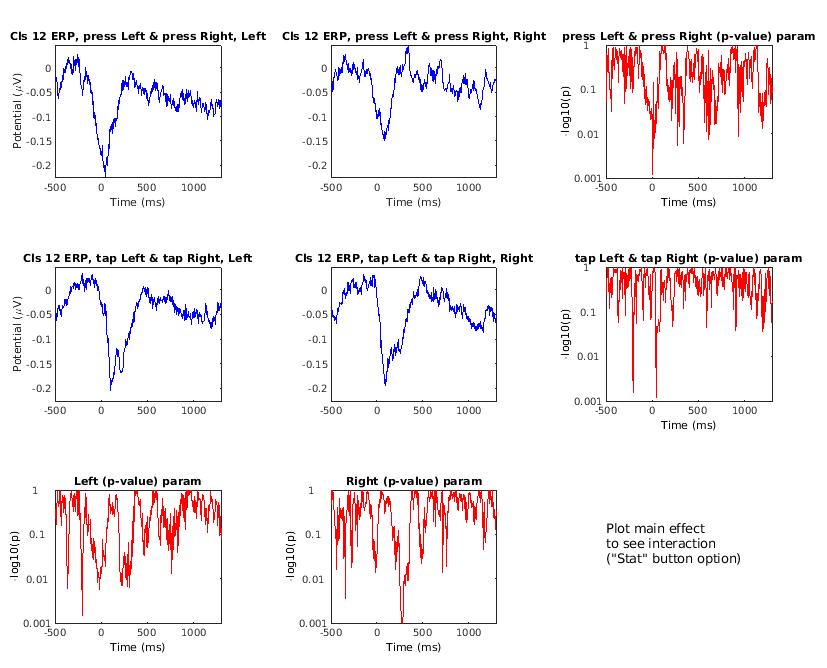 Cls 12 ERP, press Left & press Right, Left
Cls 12 ERP, press Left & press Right, Right
press Left & press Right (p-value) param
Potential (μV)
0
-0.05
-0.1
-0.15
-0.2
-500 0 500 1000
Time (ms)
0
-0.05
-0.1
-0.15
-0.2
-500 0 500 1000
Time (ms)
-log10(p)
1
0.1
0.01
0.001
-500 0 500 1000
Time (ms)
Cls 12 ERP, tap Left & tap Right, Left
Cls 12 ERP, tap Left & tap Right, Right
tap Left & tap Right (p-value) param
Potential (μV)
0
-0.05
-0.1
-0.15
-0.2
-500 0 500 1000
Time (ms)
0
-0.05
-0.1
-0.15
-0.2
-500 0 500 1000
Time (ms)
-log10(p)
1
0.1
0.01
0.001
-500 0 500 1000
Time (ms)
Left (p-value) param
Right (p-value) param
-log10(p)
1
0.1
0.01
0.001
-500 0 500 1000
Time (ms)
-log10(p)
1
0.1
0.01
0.001
-500 0 500 1000
Time (ms)
Plot main effect
to see interaction
("Stat" button option)